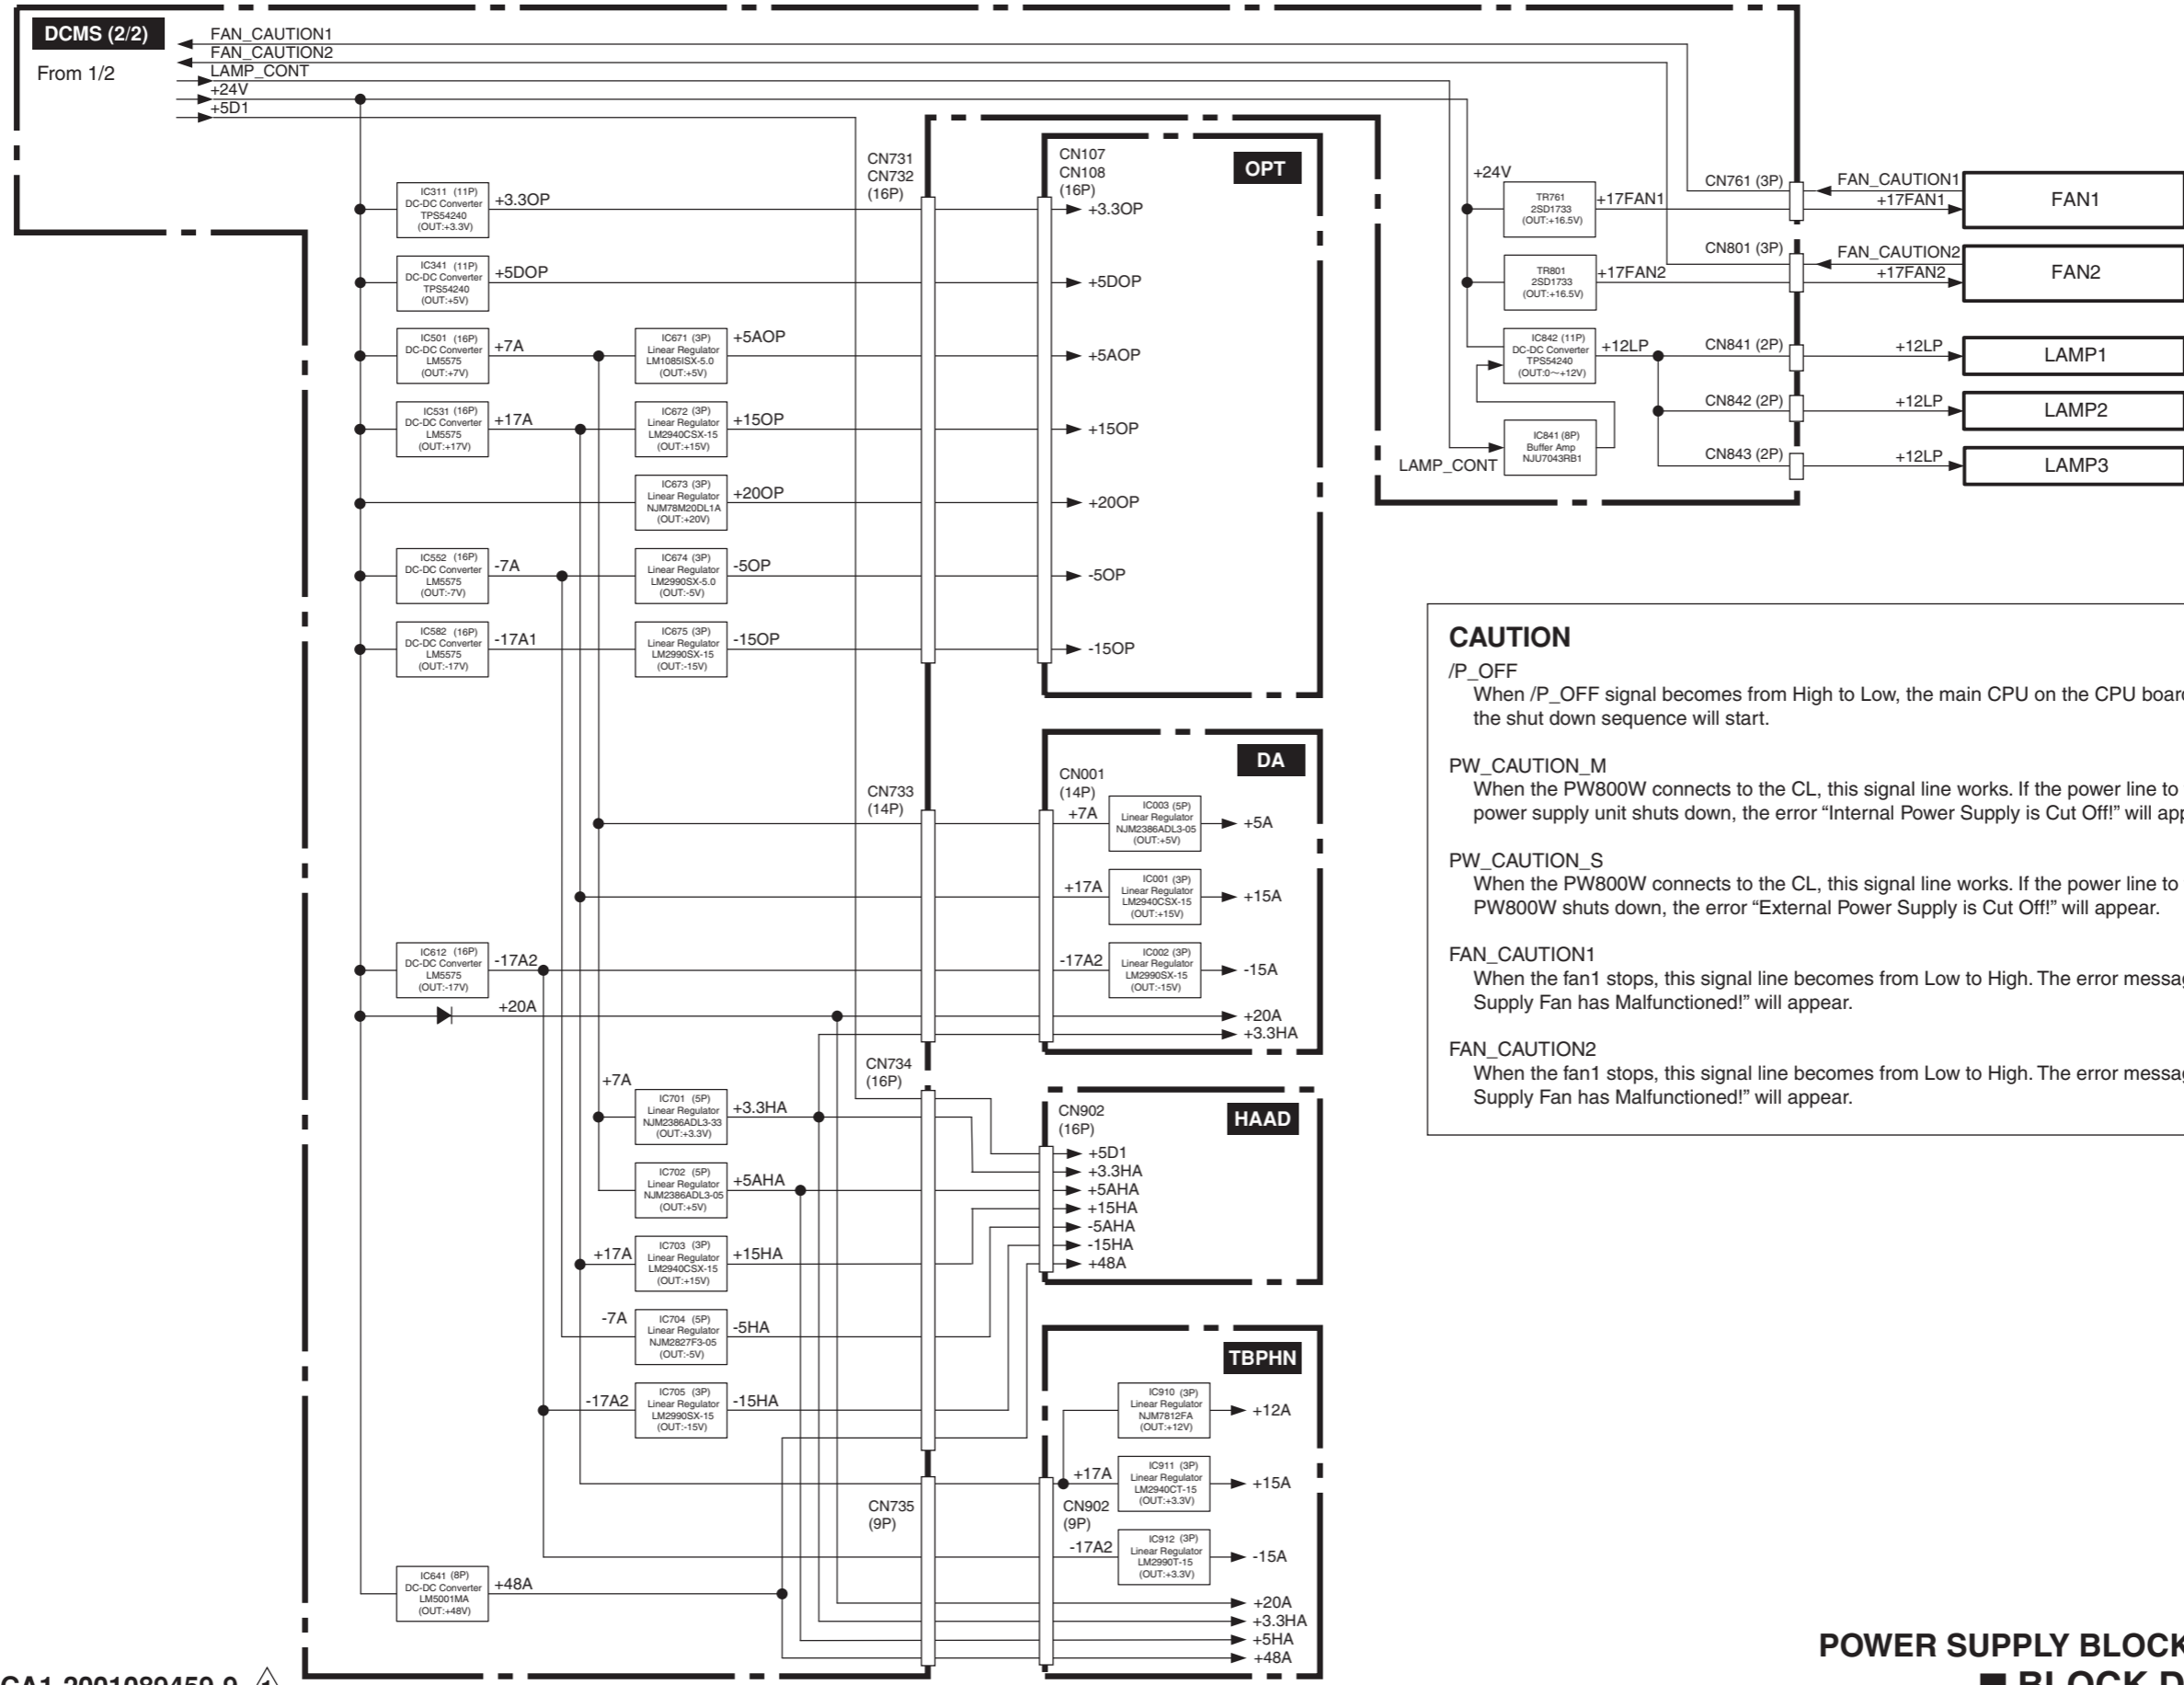 DCMS (2/2)
From 1/2
FAN_CAUTION1
FAN_CAUTION2
LAMP_CONT
+24V
+5D1
CN731
CN732
(16P)
CN107
CN108
(16P)
OPT
IC311 (11P)
DC-DC Converter
TPS54240
(OUT:+3.3V)
+3.3OP
+3.3OP
IC341 (11P)
DC-DC Converter
TPS54240
(OUT:+5V)
+5DOP
+5DOP
IC501 (16P)
DC-DC Converter
LM5575
(OUT:+7V)
+7A
IC671 (3P)
Linear Regulator
LM1085ISX-5.0
(OUT:+5V)
+5AOP
+5AOP
IC531 (16P)
DC-DC Converter
LM5575
(OUT:+17V)
+17A
IC672 (3P)
Linear Regulator
LM2940CSX-15
(OUT:+15V)
+15OP
+15OP
IC673 (3P)
Linear Regulator
NJM78M20DL1A
(OUT:+20V)
+20OP
+20OP
IC552 (16P)
DC-DC Converter
LM5575
(OUT:-7V)
-7A
IC674 (3P)
Linear Regulator
LM2990SX-5.0
(OUT:-5V)
-5OP
-5OP
IC582 (16P)
DC-DC Converter
LM5575
(OUT:-17V)
-17A1
IC675 (3P)
Linear Regulator
LM2990SX-15
(OUT:-15V)
-15OP
-15OP
+24V
TR761
2SD1733
(OUT:+16.5V)
+17FAN1
CN761 (3P)
FAN_CAUTION1
+17FAN1
FAN1
TR801
2SD1733
(OUT:+16.5V)
+17FAN2
CN801 (3P)
FAN_CAUTION2
+17FAN2
FAN2
IC842 (11P)
DC-DC Converter
TPS54240
(OUT:0～+12V)
+12LP
CN841 (2P)
+12LP
LAMP1
CN842 (2P)
+12LP
LAMP2
IC841 (8P)
Buffer Amp
NJU7043RB1
LAMP_CONT
CN843 (2P)
+12LP
LAMP3
CAUTION
/P_OFF
When /P_OFF signal becomes from High to Low, the main CPU on the CPU
the shut down sequence will start.
PW_CAUTION_M
When the PW800W connects to the CL, this signal line works. If the power line to
power supply unit shuts down, the error “Internal Power Supply is Cut Off!” will
PW_CAUTION_S
When the PW800W connects to the CL, this signal line works. If the power line to
PW800W shuts down, the error “External Power Supply is Cut Off!” will appear.
FAN_CAUTION1
When the fan1 stops, this signal line becomes from Low to High. The error
Supply Fan has Malfunctioned!” will appear.
FAN_CAUTION2
When the fan1 stops, this signal line becomes from Low to High. The error
Supply Fan has Malfunctioned!” will appear.
DA
CN733
(14P)
CN001
(14P)
+7A
IC003 (5P)
Linear Regulator
NJM2386ADL3-05
(OUT:+5V)
+5A
+17A
IC001 (3P)
Linear Regulator
LM2940CSX-15
(OUT:+15V)
+15A
IC612 (16P)
DC-DC Converter
LM5575
(OUT:-17V)
-17A2
-17A2
IC002 (3P)
Linear Regulator
LM2990SX-15
(OUT:-15V)
-15A
+20A
+20A
+3.3HA
CN734
(16P)
HAAD
CN902
(16P)
+7A
IC701 (5P)
Linear Regulator
NJM2386ADL3-33
(OUT:+3.3V)
+3.3HA
+5D1
+3.3HA
+5AHA
+15HA
-5AHA
-15HA
+48A
IC702 (5P)
Linear Regulator
NJM2386ADL3-05
(OUT:+5V)
+5AHA
+17A
IC703 (3P)
Linear Regulator
LM2940CSX-15
(OUT:+15V)
+15HA
-7A
IC704 (5P)
Linear Regulator
NJM2827F3-05
(OUT:-5V)
-5HA
-17A2
IC705 (3P)
Linear Regulator
LM2990SX-15
(OUT:-15V)
-15HA
TBPHN
IC910 (3P)
Linear Regulator
NJM7812FA
(OUT:+12V)
+12A
+17A
IC911 (3P)
Linear Regulator
LM2940CT-15
(OUT:+3.3V)
+15A
CN735
(9P)
CN902
(9P)
-17A2
IC912 (3P)
Linear Regulator
LM2990T-15
(OUT:+3.3V)
-15A
IC641 (8P)
DC-DC Converter
LM5001MA
(OUT:+48V)
+48A
+20A
+3.3HA
+5HA
+48A
POWER SUPPLY BLOCK
■ BLOCK